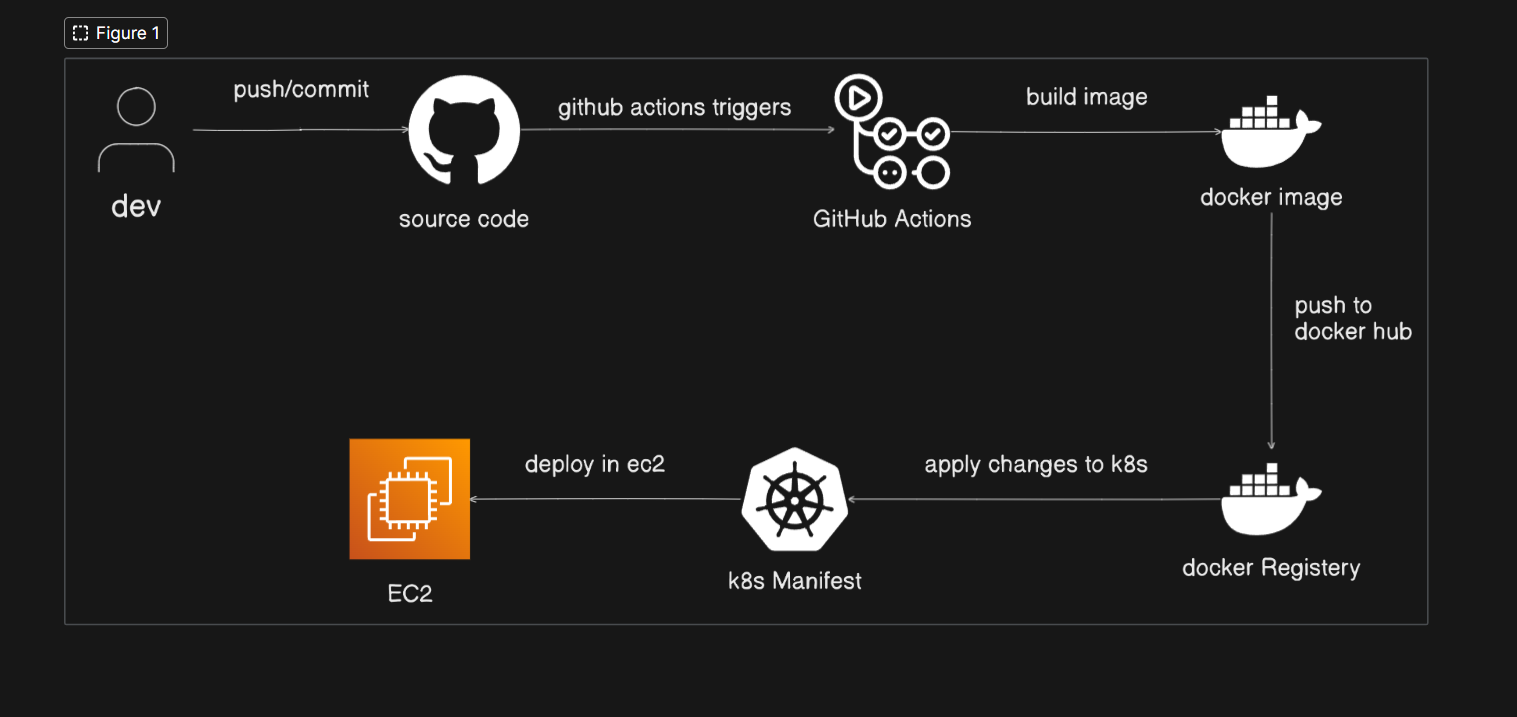 Figure 1
push/commit
github actions triggers
build image
dev
source code
GitHub Actions
docker image
push to
docker hub
deploy in ec2
apply changes to k8s
EC2
k8s Manifest
docker Registery